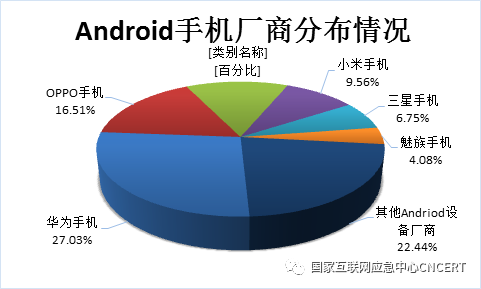 Android手机厂商分布情况
[类别名称]
[百分比]
小米手机
9.56%
三星手机
6.75%
魅族手机
4.08%
其他Andriod设
备厂商
22.44%
华为手机
27.03%
OPPO手机
16.51%
国家互联网应急中心CNCERT